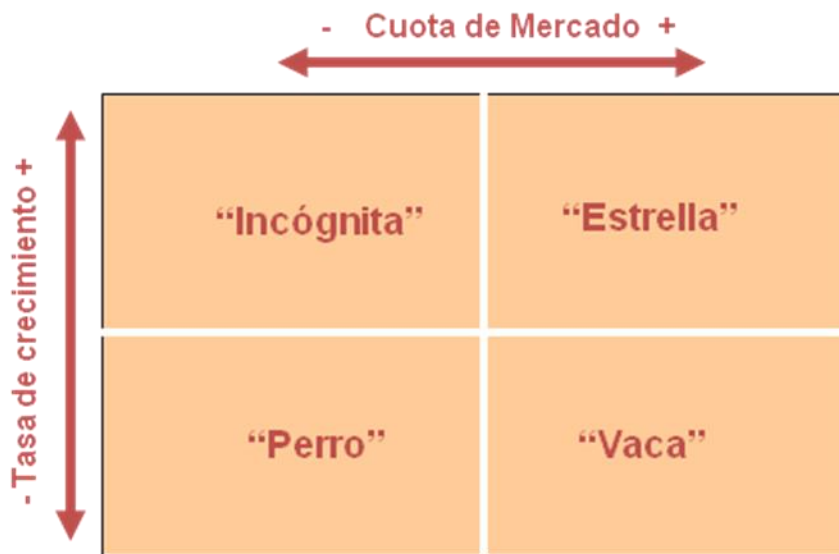 - Cuota de Mercado +
- Tasa de crecimiento +
“Incógnita”
“Estrella”
“Perro”
“Vaca”